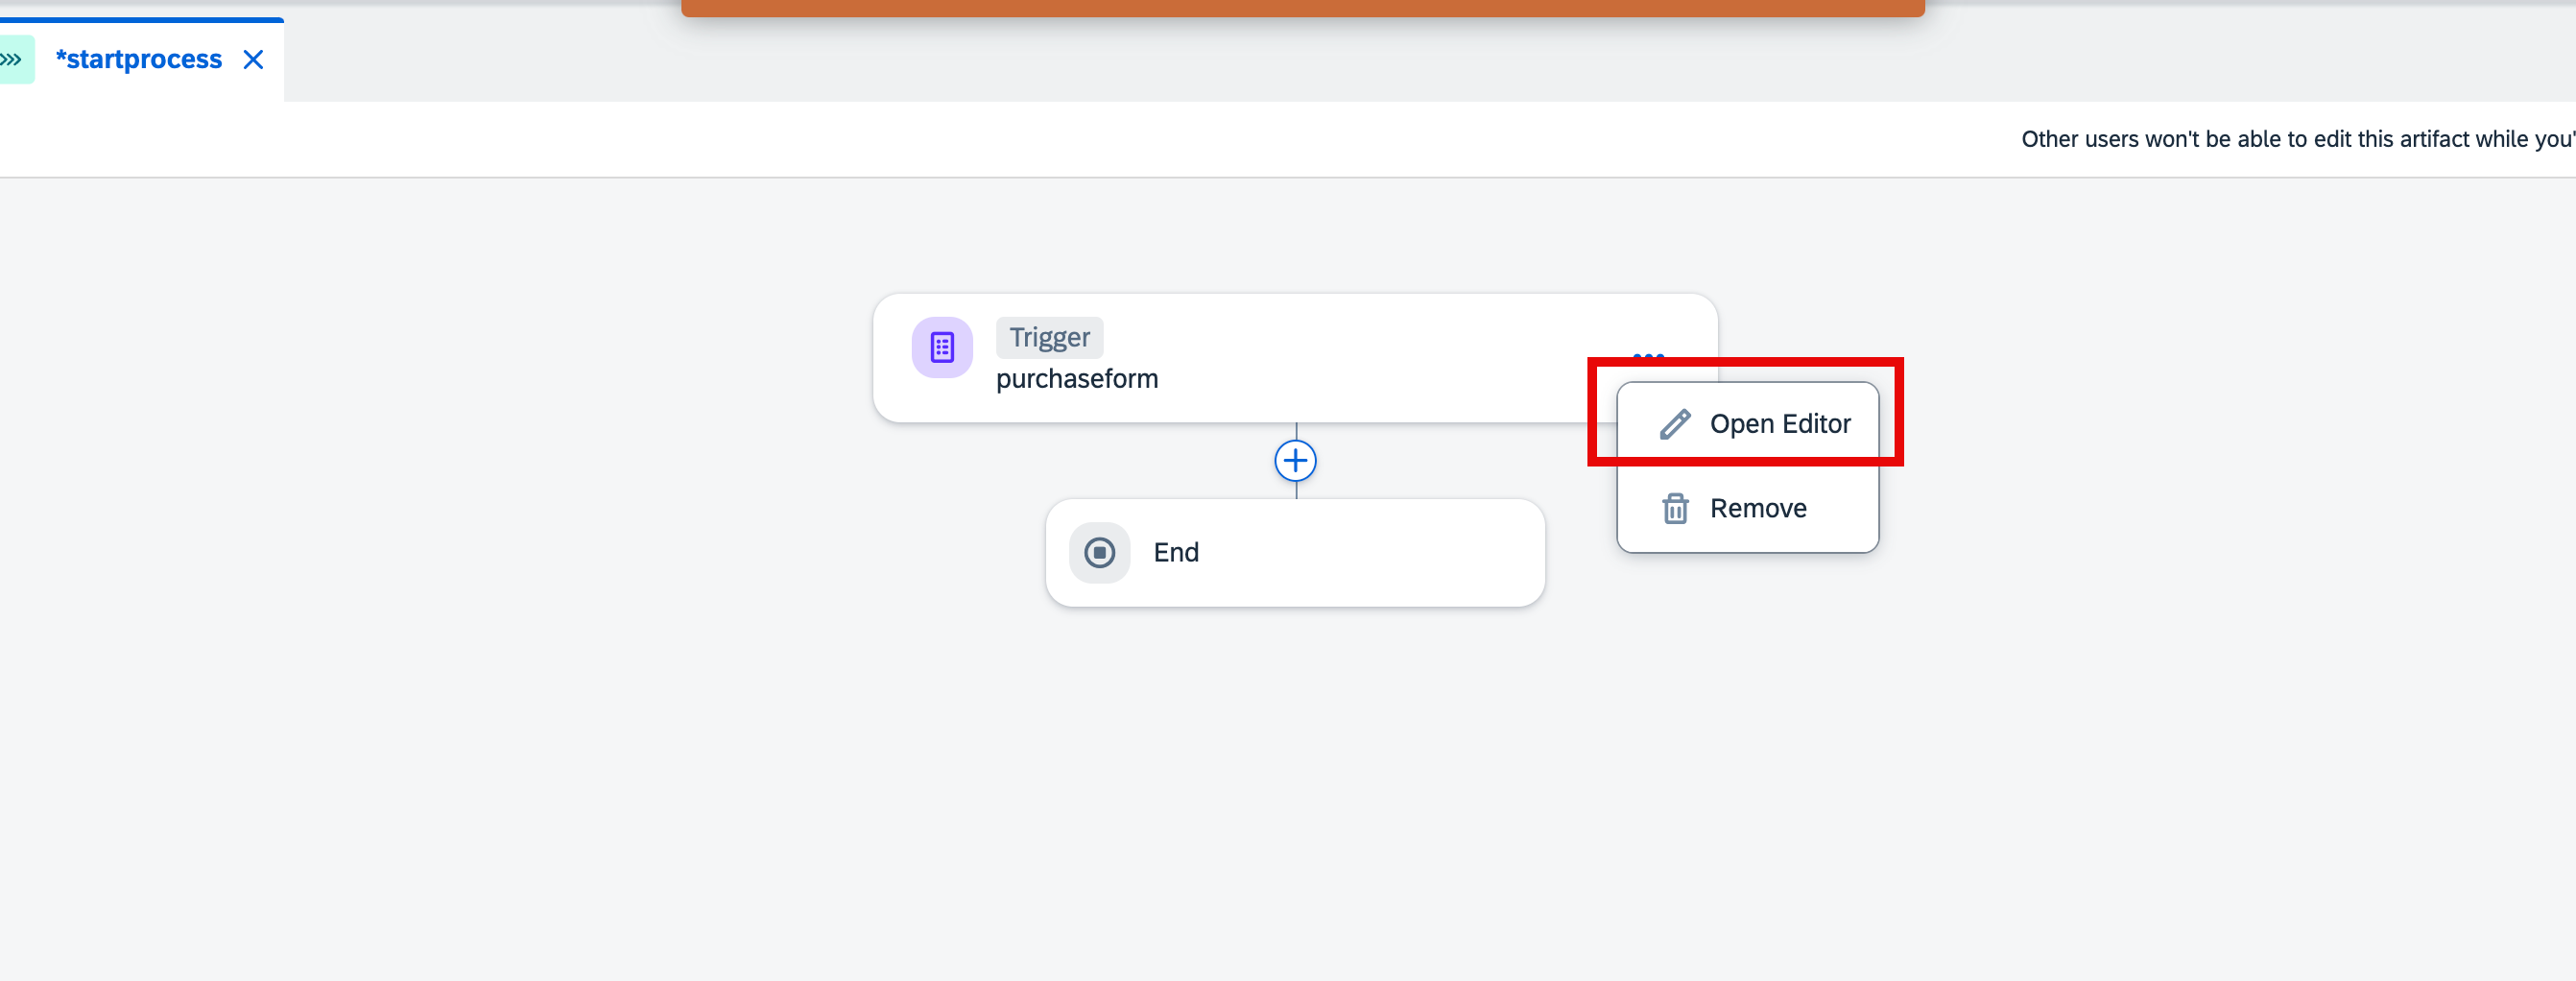 *startprocess
Other users won't be able to edit this artifact while you'
Trigger
purchaseform
Open Editor
Remove
End